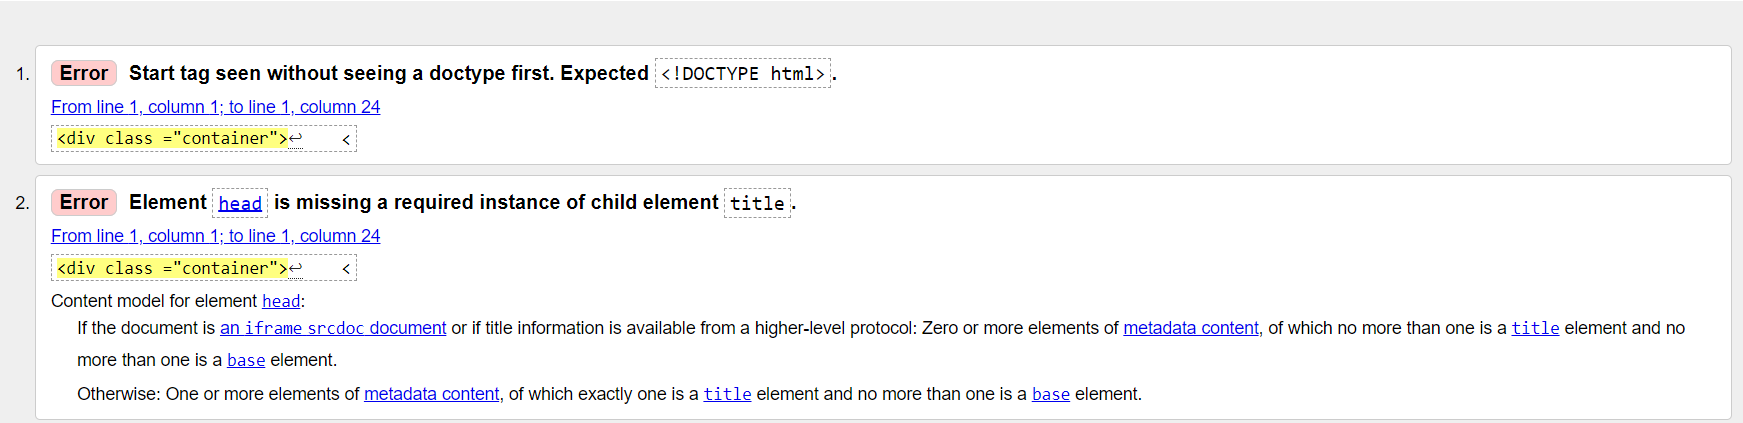 1. Error Start tag seen without seeing a doctype first. Expected <!DOCTYPE html>.
From line 1, column 1; to line 1, column 24
<div class ="container">↩    <
2. Error Element head is missing a required instance of child element title.
From line 1, column 1; to line 1, column 24
<div class ="container">↩    <
Content model for element head:
If the document is an iframe srcdoc document or if title information is available from a higher-level protocol: Zero or more elements of metadata content, of which no more than one is a title element and no
more than one is a base element.
Otherwise: One or more elements of metadata content, of which exactly one is a title element and no more than one is a base element.